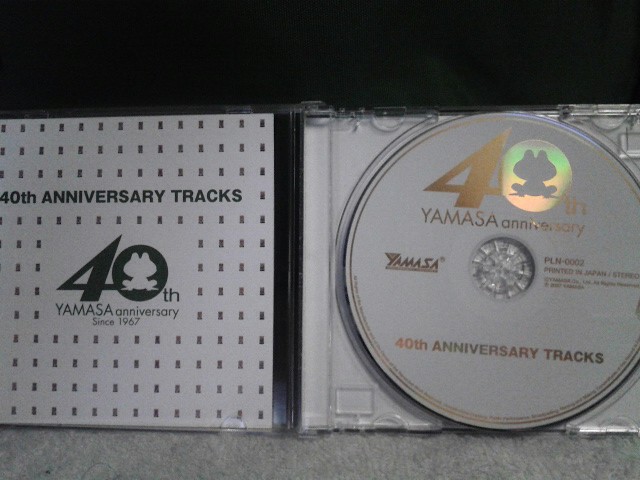 40th ANNIVERSARY TRACKS
40th
YAMASA anniversary
Since 1967
40th
YAMASA anniversary
YAMASA®
PLN-0002
PRINTED IN JAPAN / STEREO
40th ANNIVERSARY TRACKS